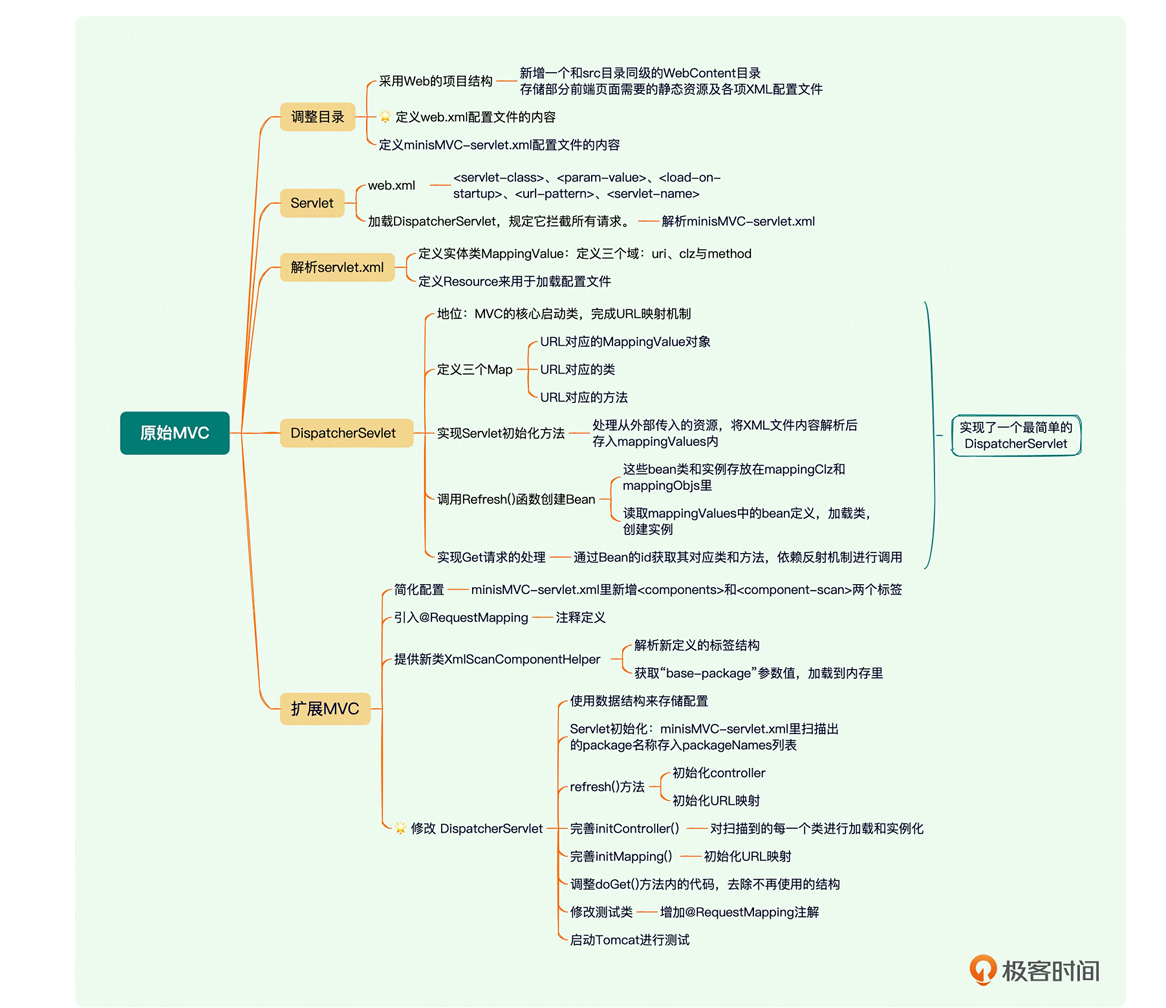 原始MVC
调整目录
采用Web的项目结构
新增一个和src目录同级的WebContent目录
存储部分前端页面需要的静态资源及各项XML配置文件
定义web.xml配置文件的内容
定义minisMVC-servlet.xml配置文件的内容
Servlet
web.xml
<servlet-class>、<param-value>、<load-on-
startup>、<url-pattern>、<servlet-name>
加载DispatcherServlet，规定它拦截所有请求。
解析minisMVC-servlet.xml
解析servlet.xml
定义实体类MappingValue：定义三个域：uri、clz与method
定义Resource来用于加载配置文件
DispatcherSevlet
地位：MVC的核心启动类，完成URL映射机制
定义三个Map
URL对应的MappingValue对象
URL对应的类
URL对应的方法
实现Servlet初始化方法
处理从外部传入的资源，将XML文件内容解析后
存入mappingValues内
调用Refresh()函数创建Bean
这些bean类和实例存放在mappingClz和
mappingObjs里
读取mappingValues中的bean定义，加载类，
创建实例
实现Get请求的处理
通过Bean的id获取其对应类和方法，依赖反射机制进行调用
实现了一个最简单的
DispatcherServlet
扩展MVC
简化配置
minisMVC-servlet.xml里新增<components>和<component-scan>两个标签
引入@RequestMapping
注释定义
提供新类XmlScanComponentHelper
解析新定义的标签结构
获取“base-package”参数值，加载到内存里
修改 DispatcherServlet
使用数据结构来存储配置
Servlet初始化：minisMVC-servlet.xml里扫描出
的package名称存入packageNames列表
refresh()方法
初始化controller
初始化URL映射
完善initController()
对扫描到的每一个类进行加载和实例化
完善initMapping()
初始化URL映射
调整doGet()方法内的代码，去除不再使用的结构
修改测试类
增加@RequestMapping注解
启动Tomcat进行测试
极客时间